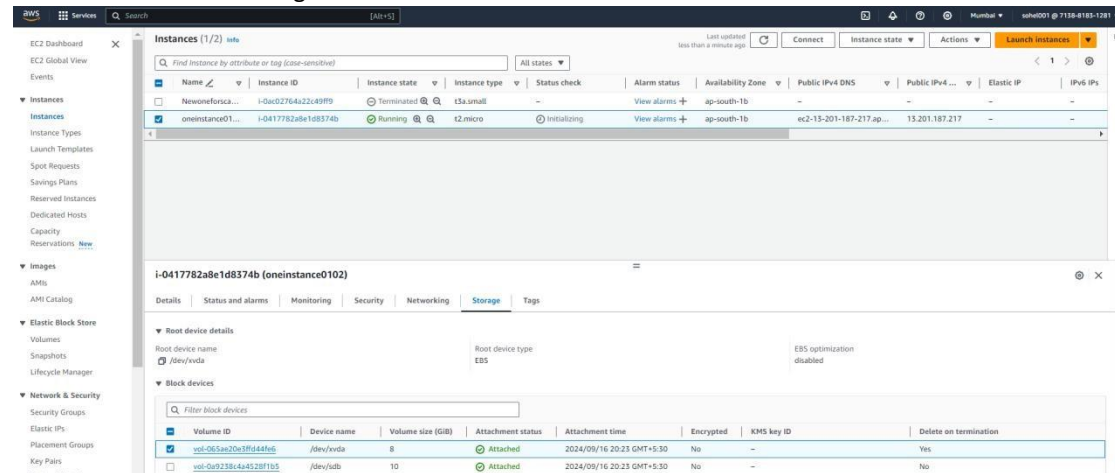 aws Services Search [Alt+S] Mumbai sohel001 @ 7138-8183-1281
EC2 Dashboard
EC2 Global View
Events
Instances
Instances
Instance Types
Launch Templates
Spot Requests
Savings Plans
Reserved Instances
Dedicated Hosts
Capacity
Reservations New
Images
AMIs
AMI Catalog
Elastic Block Store
Volumes
Snapshots
Lifecycle Manager
Network & Security
Security Groups
Elastic IPs
Placement Groups
Key Pairs
Instances (1/2) Info
Last updated
less than a minute ago
Connect Instance state Actions Launch instances
Find Instance by attribute or tag (case-sensitive) All states 1
Name Instance ID Instance state Instance type Status check Alarm status Availability Zone Public IPv4 DNS Public IPv4 ... Elastic IP IPv6 IPs
Newoneforsca... i-0ac02764a22c49ff9 Terminated t3a.small – View alarms + ap-south-1b – – – –
oneinstance01... i-0417782a8e1d8374b Running t2.micro Initializing View alarms + ap-south-1b ec2-13-201-187-217.ap... 13.201.187.217 – –
i-0417782a8e1d8374b (oneinstance0102)
Details Status and alarms Monitoring Security Networking Storage Tags
Root device details
Root device name Root device type EBS optimization
/dev/xvda EBS disabled
Block devices
Filter block devices
Volume ID Device name Volume size (GiB) Attachment status Attachment time Encrypted KMS key ID Delete on termination
vol-065ae20e3ffd44fe6 /dev/xvda 8 Attached 2024/09/16 20:23 GMT+5:30 No – Yes
vol-0a9238c4a4528f1b5 /dev/sdb 10 Attached 2024/09/16 20:23 GMT+5:30 No – No